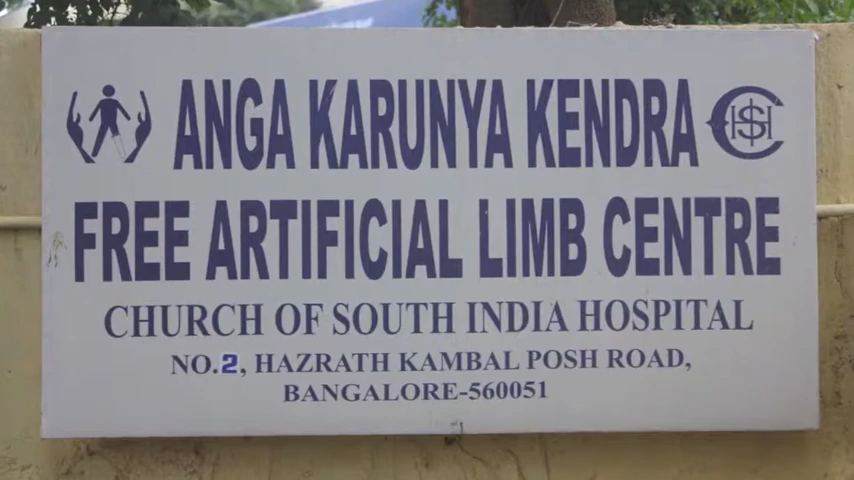 ANGA KARUNYA KENDRA
FREE ARTIFICIAL LIMB CENTRE
CHURCH OF SOUTH INDIA HOSPITAL
NO.2, HAZRATH KAMBAL POSH ROAD,
BANGALORE-560051